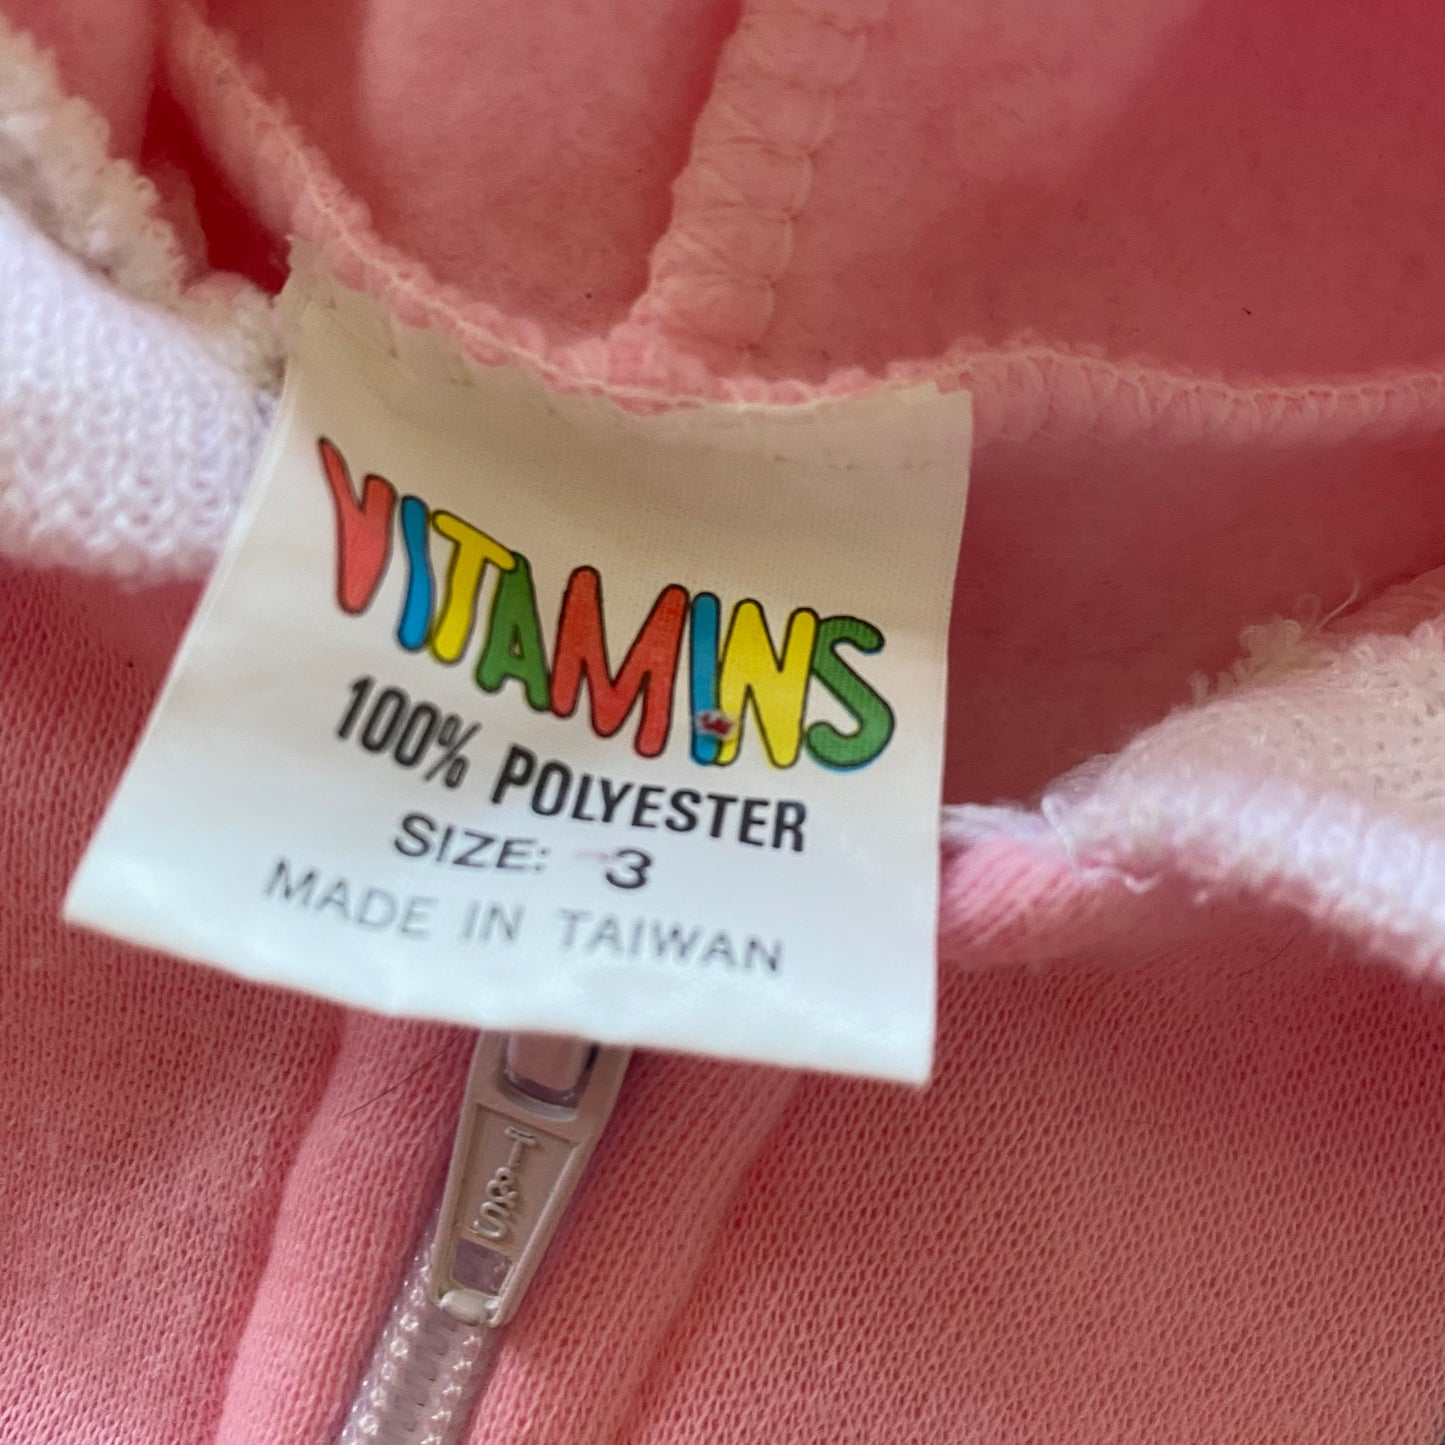 VITAMINS
100% POLYESTER
SIZE: 3
MADE IN TAIWAN
T&S